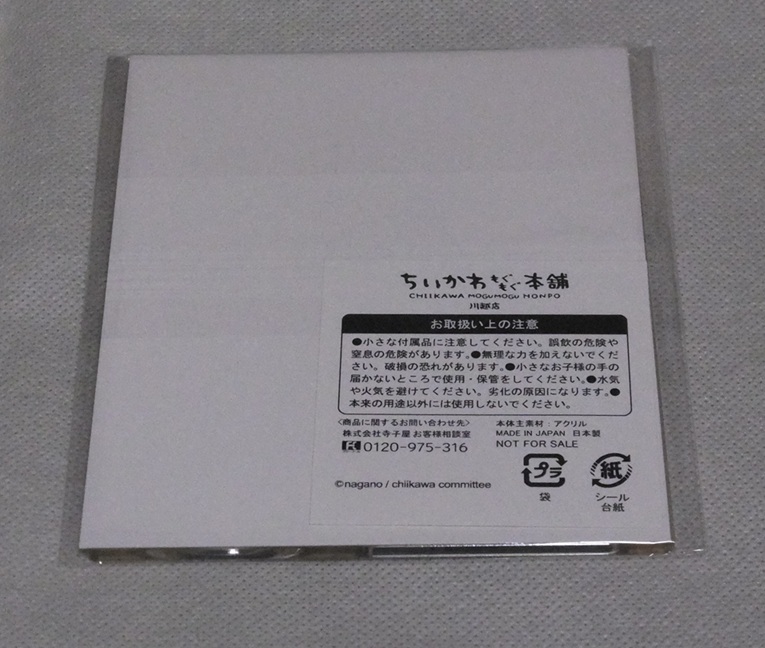 ちいかわもぐもぐ本舗
CHIIKAWA MOGUMOGU HONPO
川越店
お取扱い上の注意
●小さな付属品に注意してください。誤飲の危険や
窒息の危険があります。●無理な力を加えないでくだ
さい。破損の恐れがあります。●小さなお子様の手の
届かないところで使用・保管をしてください。●水気
や火気を避けてください。劣化の原因になります。●
本来の用途以外には使用しないでください。
〈商品に関するお問い合わせ先〉
株式会社寺子屋 お客様相談室
0120-975-316
本体主素材：アクリル
MADE IN JAPAN 日本製
NOT FOR SALE
プラ
袋
紙
シール
台紙
©nagano / chiikawa committee